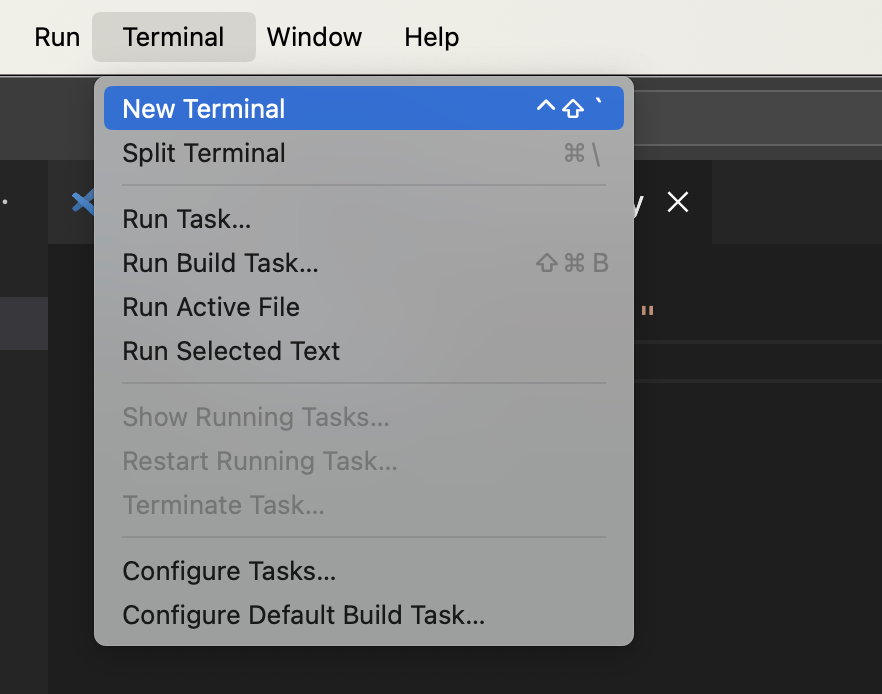 Run Terminal Window Help
New Terminal ^⇧`
Split Terminal ⌘\
Run Task...
Run Build Task... ⇧⌘B
Run Active File
Run Selected Text
Show Running Tasks...
Restart Running Task...
Terminate Task...
Configure Tasks...
Configure Default Build Task...
y
"